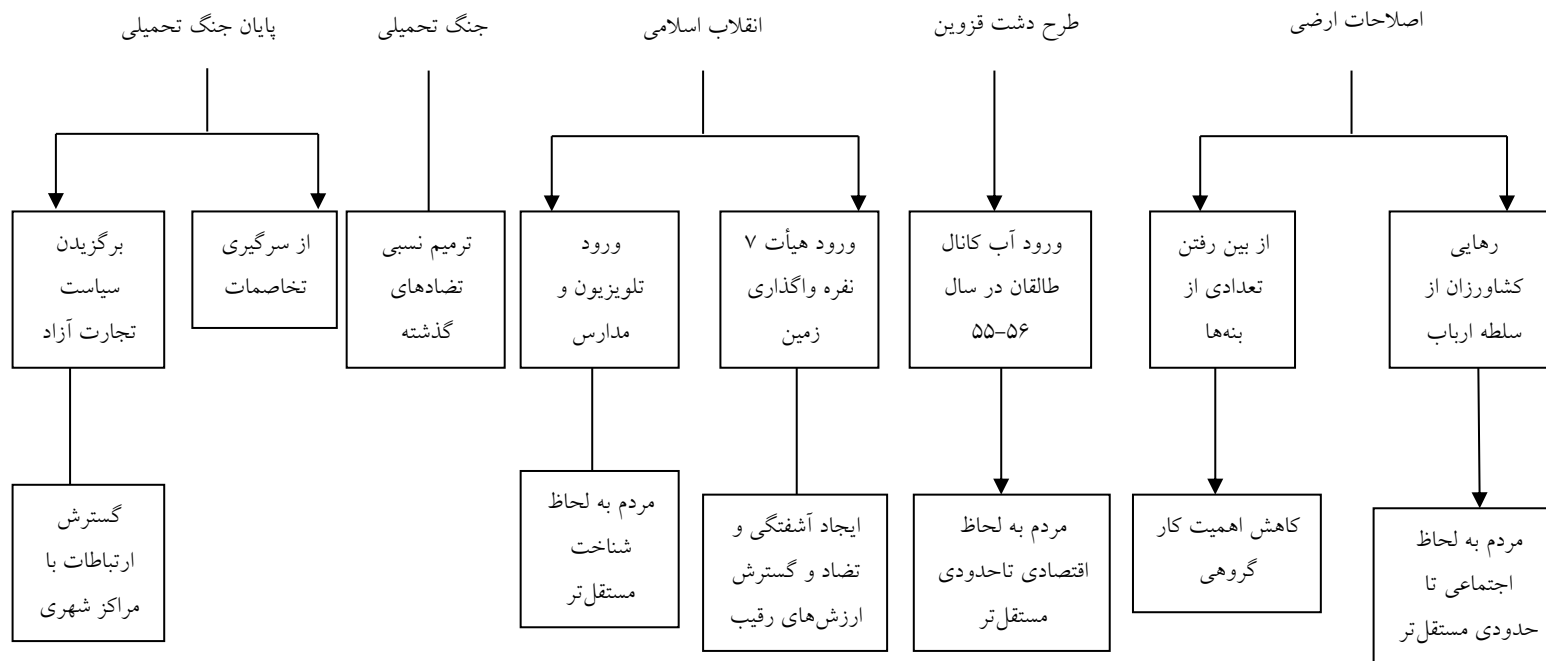 اصلاحات ارضی
طرح دشت قزوین
انقلاب اسلامی
جنگ تحمیلی
پایان جنگ تحمیلی
رهایی
کشاورزان از
سلطه ارباب
از بین رفتن
تعدادی از
بنه‌ها
ورود آب کانال
طالقان در سال
۵۵–۵۶
ورود هیأت ۷
نفره واگذاری
زمین
ورود
تلویزیون و
مدارس
ترمیم نسبی
تضادهای
گذشته
از سرگیری
تخاصمات
برگزیدن
سیاست
تجارت آزاد
مردم به لحاظ
اجتماعی تا
حدودی مستقل‌تر
کاهش اهمیت کار
گروهی
مردم به لحاظ
اقتصادی تاحدودی
مستقل‌تر
ایجاد آشفتگی و
تضاد و گسترش
ارزش‌های رقیب
مردم به لحاظ
شناخت
مستقل‌تر
گسترش
ارتباطات با
مراکز شهری